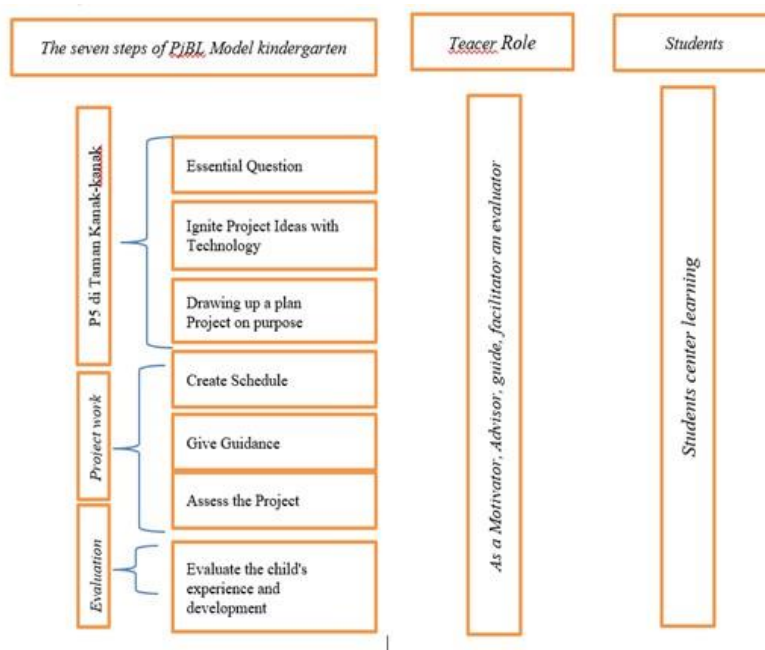 The seven steps of PjBL Model kindergarten
Teacer Role
Students
P5 di Taman Kanak-kanak
Essential Question
Ignite Project Ideas with
Technology
Drawing up a plan
Project on purpose
Project work
Create Schedule
Give Guidance
Assess the Project
Evaluation
Evaluate the child's
experience and
development
As a Motivator, Advisor, guide, facilitator an evaluator
Students center learning